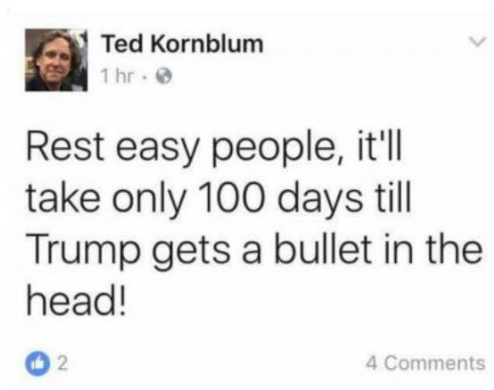 Ted Kornblum
1 hr ·
Rest easy people, it'll
take only 100 days till
Trump gets a bullet in the
head!
2
4 Comments